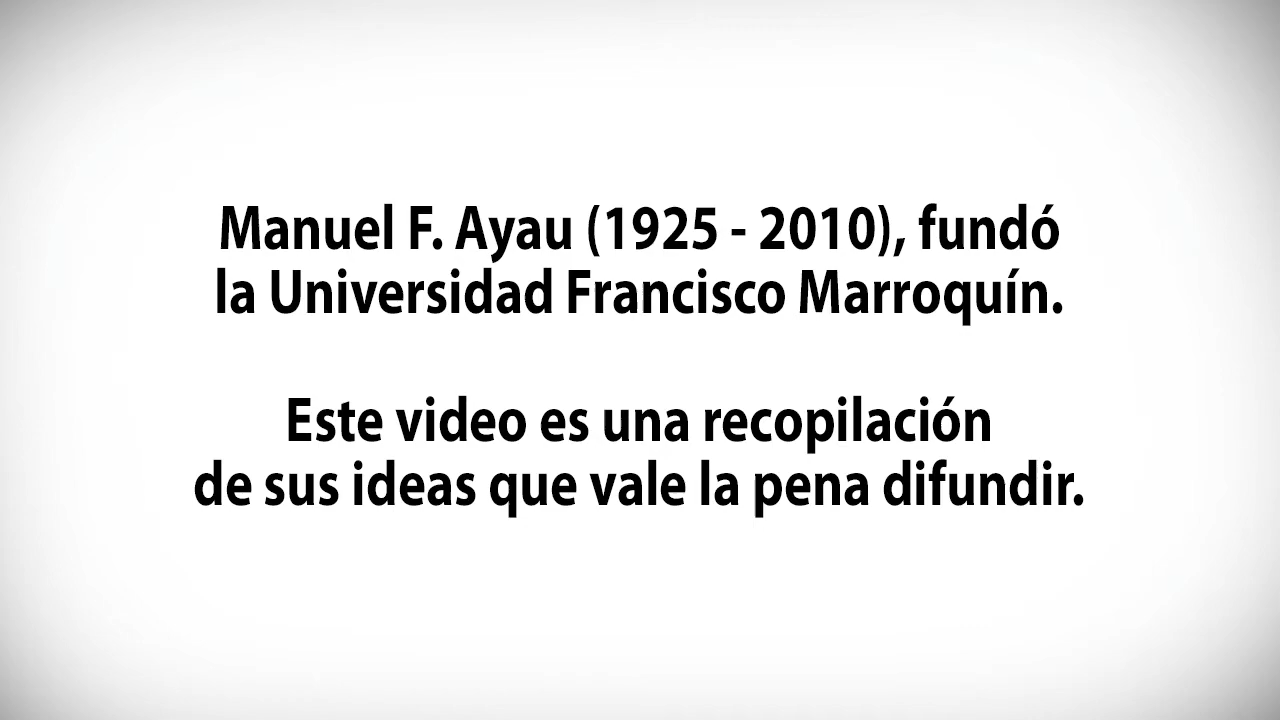 Manuel F. Ayau (1925 - 2010), fundó
la Universidad Francisco Marroquín.
Este video es una recopilación
de sus ideas que vale la pena difundir.